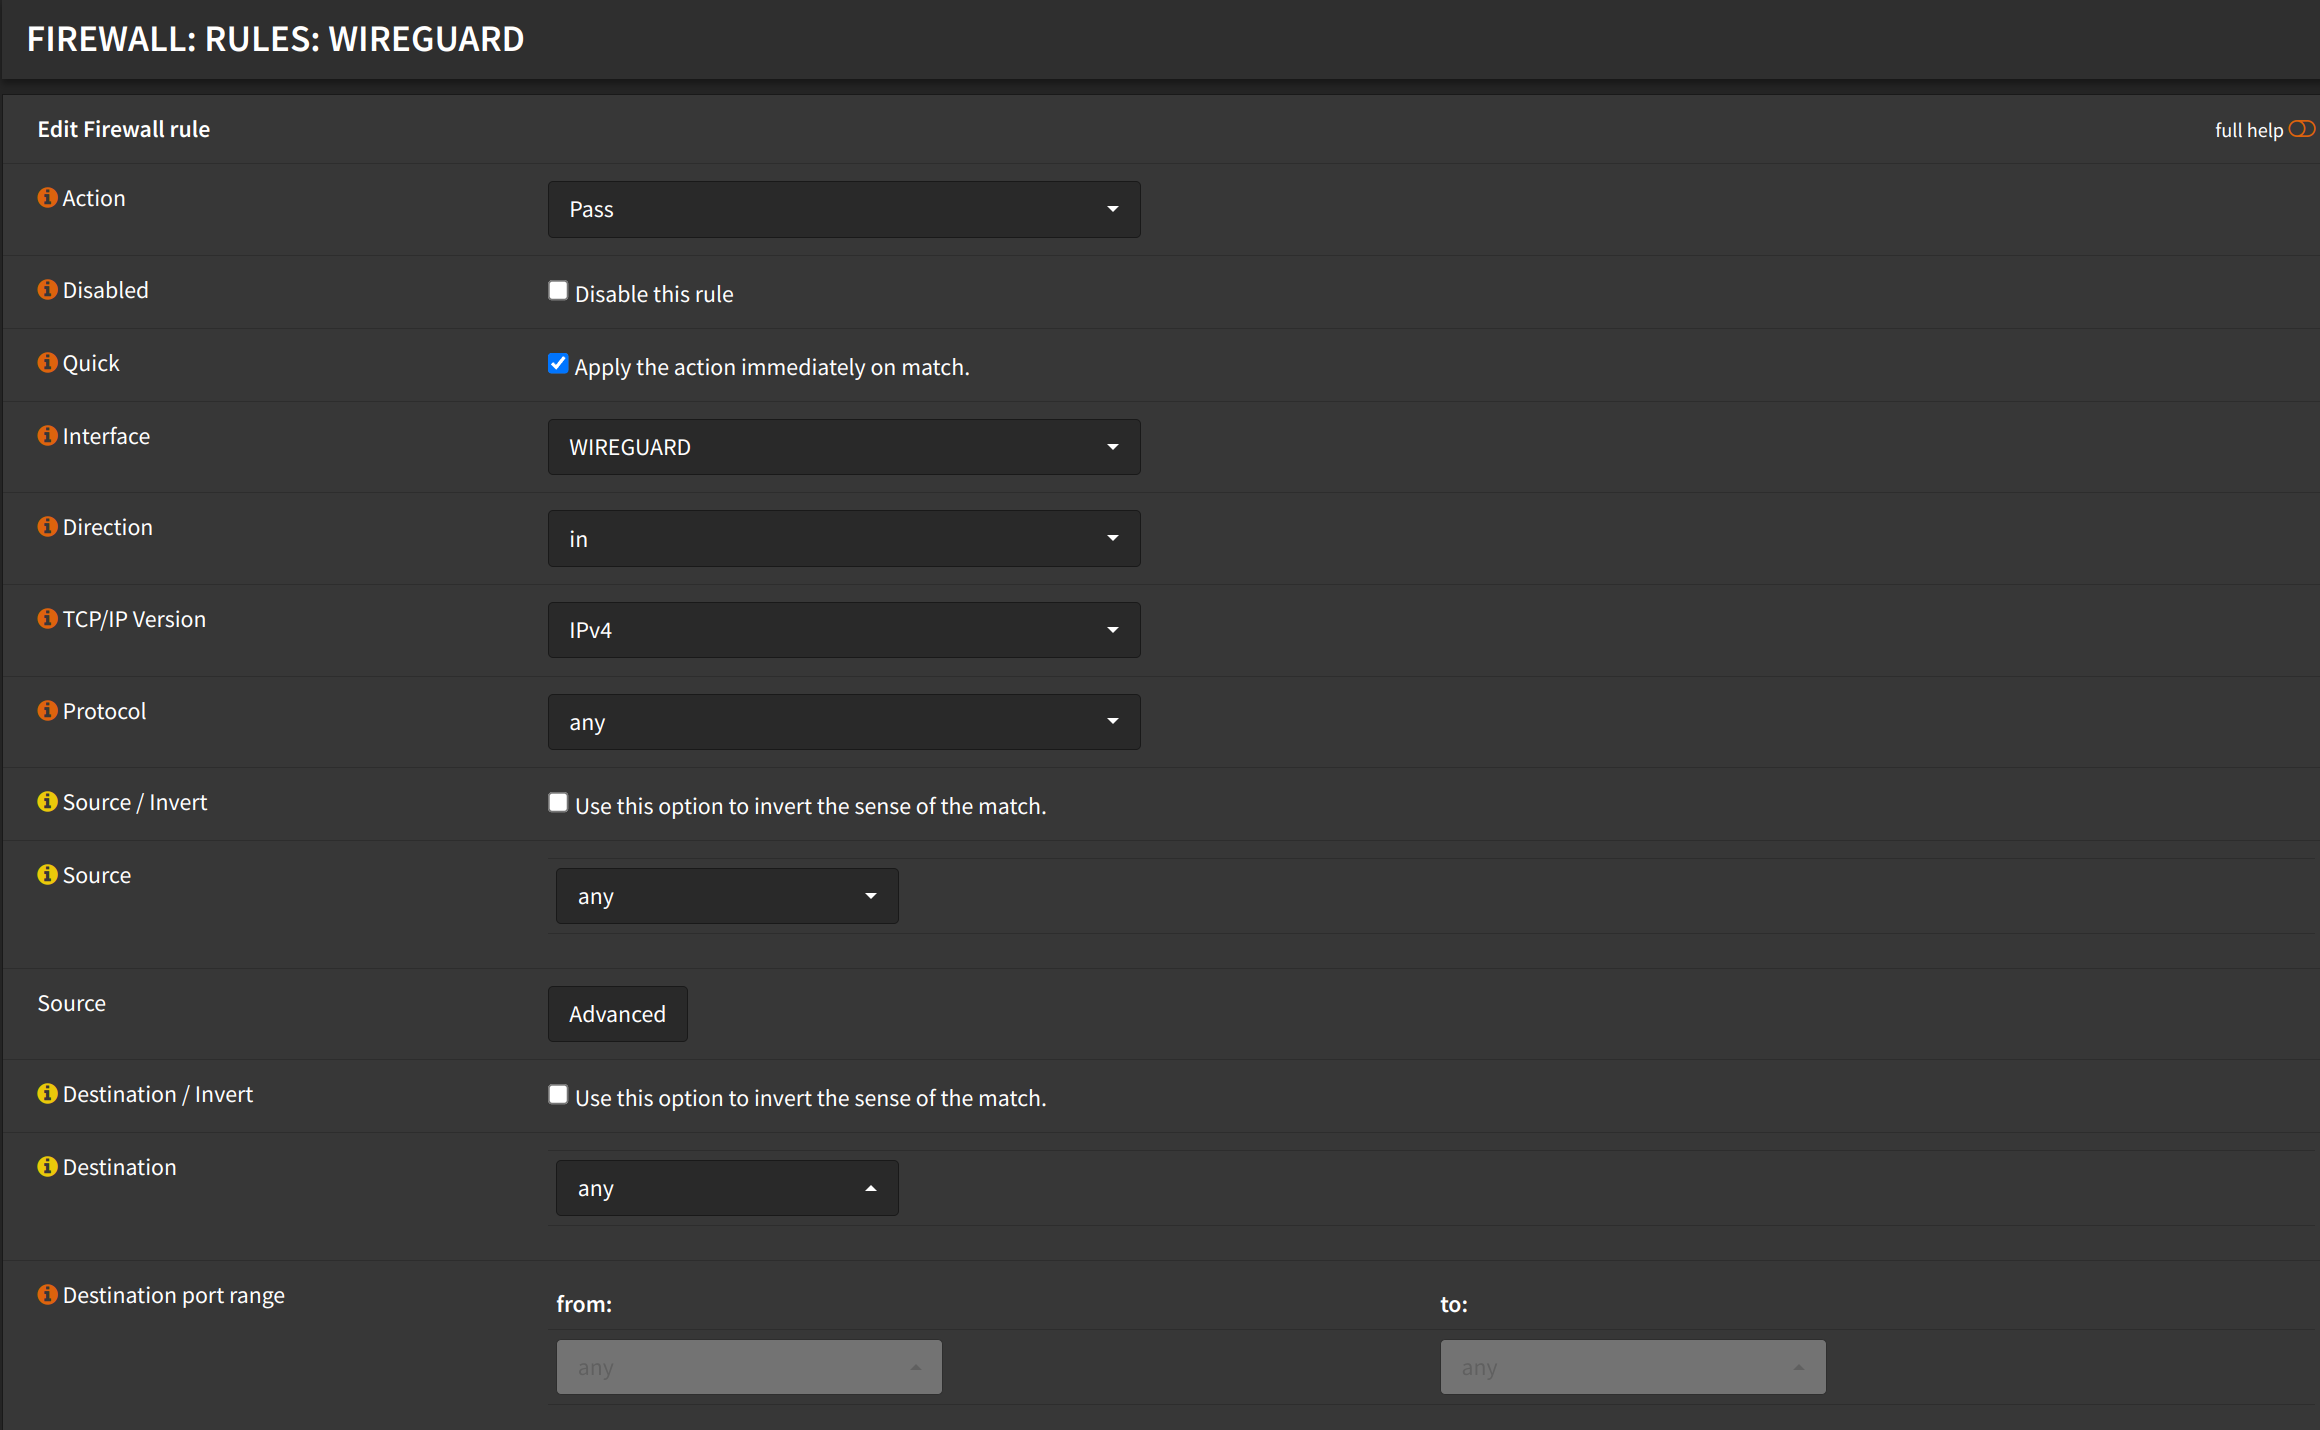 FIREWALL: RULES: WIREGUARD
Edit Firewall rule
full help
Action
Pass
Disabled
Disable this rule
Quick
Apply the action immediately on match.
Interface
WIREGUARD
Direction
in
TCP/IP Version
IPv4
Protocol
any
Source / Invert
Use this option to invert the sense of the match.
Source
any
Source
Advanced
Destination / Invert
Use this option to invert the sense of the match.
Destination
any
Destination port range
from:
to:
any
any